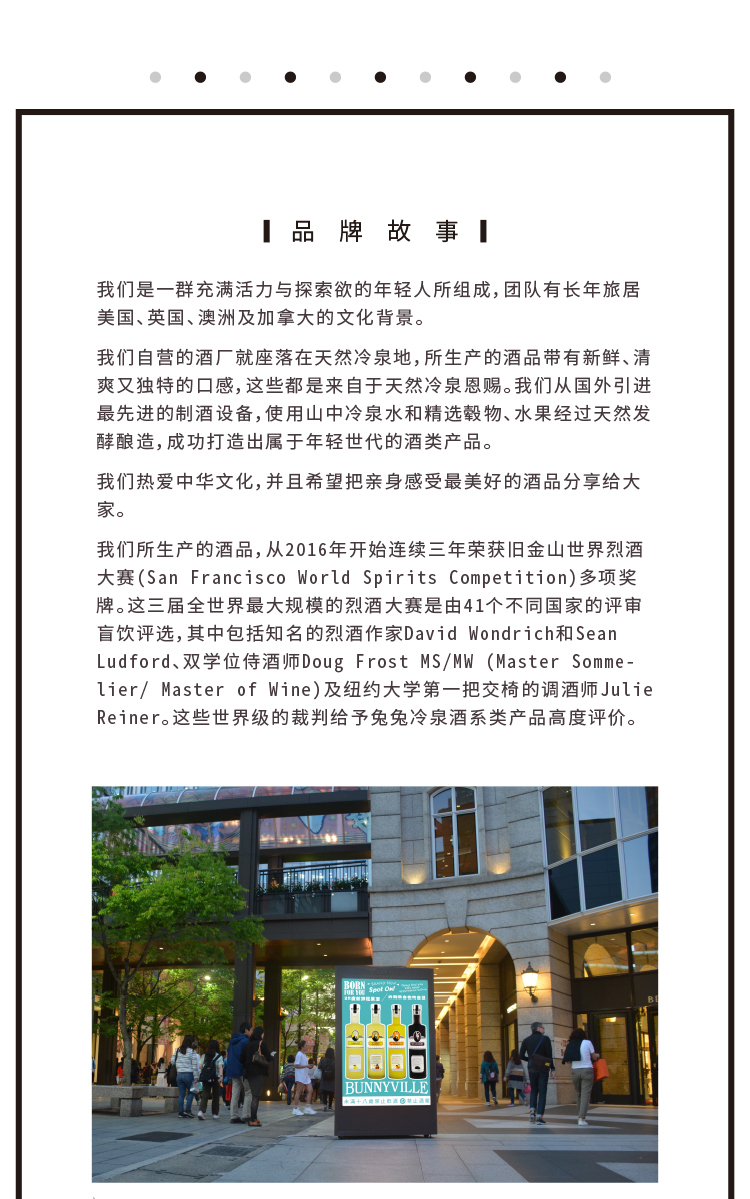 品牌故事
我们是一群充满活力与探索欲的年轻人所组成，团队有长年旅居
美国、英国、澳洲及加拿大的文化背景。
我们自营的酒厂就座落在天然冷泉地，所生产的酒品带有新鲜、清
爽又独特的口感，这些都是来自于天然冷泉恩赐。我们从国外引进
最先进的制酒设备，使用山中冷泉水和精选毂物、水果经过天然发
酵酿造，成功打造出属于年轻世代的酒类产品。
我们热爱中华文化，并且希望把亲身感受最美好的酒品分享给大
家。
我们所生产的酒品，从2016年开始连续三年荣获旧金山世界烈酒
大赛(San Francisco World Spirits Competition)多项奖
牌。这三届全世界最大规模的烈酒大赛是由41个不同国家的评审
盲饮评选，其中包括知名的烈酒作家David Wondrich和Sean
Ludford、双学位侍酒师Doug Frost MS/MW (Master Somme-
lier/ Master of Wine)及纽约大学第一把交椅的调酒师Julie
Reiner。这些世界级的裁判给予兔兔冷泉酒系类产品高度评价。
BORN
FOR YOU
Spot On!
BUNNYVILLE